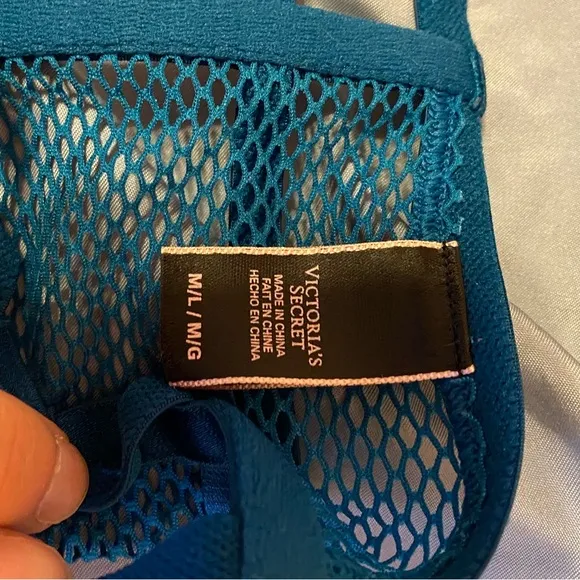 VICTORIA'S
SECRET
MADE IN CHINA
FAIT EN CHINE
HECHO EN CHINA
M/L / M/G